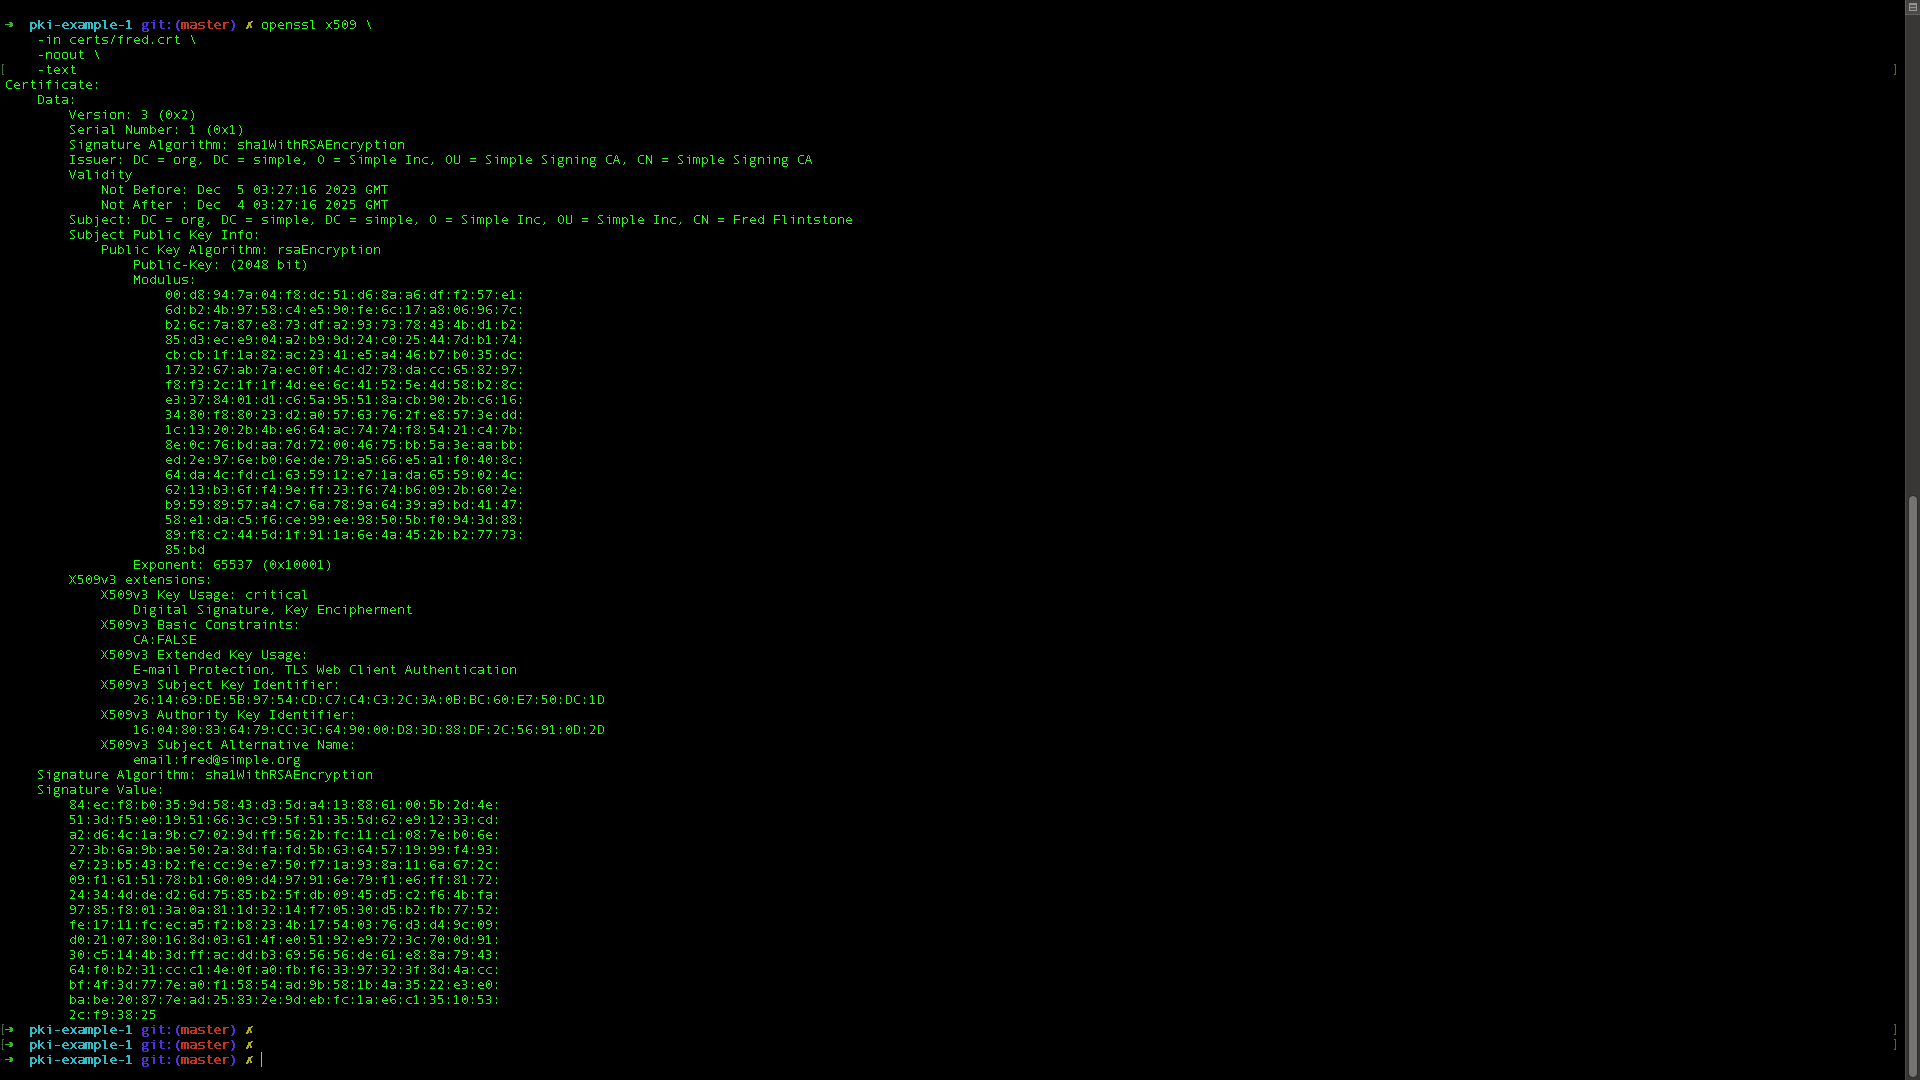 ➜  pki-example-1 git:(master) ✗ openssl x509 \
    -in certs/fred.crt \
    -noout \
[    -text ]
Certificate:
    Data:
        Version: 3 (0x2)
        Serial Number: 1 (0x1)
        Signature Algorithm: sha1WithRSAEncryption
        Issuer: DC = org, DC = simple, O = Simple Inc, OU = Simple Signing CA, CN = Simple Signing CA
        Validity
            Not Before: Dec  5 03:27:16 2023 GMT
            Not After : Dec  4 03:27:16 2025 GMT
        Subject: DC = org, DC = simple, DC = simple, O = Simple Inc, OU = Simple Inc, CN = Fred Flintstone
        Subject Public Key Info:
            Public Key Algorithm: rsaEncryption
                Public-Key: (2048 bit)
                Modulus:
                    00:d8:94:7a:04:f8:dc:51:d6:8a:a6:df:f2:57:e1:
                    6d:b2:4b:97:58:c4:e5:90:fe:6c:17:a8:06:96:7c:
                    b2:6c:7a:87:e8:73:df:a2:93:73:78:43:4b:d1:b2:
                    85:d3:ec:e9:04:a2:b9:9d:24:c0:25:44:7d:b1:74:
                    cb:cb:1f:1a:82:ac:23:41:e5:a4:46:b7:b0:35:dc:
                    17:32:67:ab:7a:ec:0f:4c:d2:78:da:cc:65:82:97:
                    f8:f3:2c:1f:1f:4d:ee:6c:41:52:5e:4d:58:b2:8c:
                    e3:37:84:01:d1:c6:5a:95:51:8a:cb:90:2b:c6:16:
                    34:80:f8:80:23:d2:a0:57:63:76:2f:e8:57:3e:dd:
                    1c:13:20:2b:4b:e6:64:ac:74:74:f8:54:21:c4:7b:
                    8e:0c:76:bd:aa:7d:72:00:46:75:bb:5a:3e:aa:bb:
                    ed:2e:97:6e:b0:6e:de:79:a5:66:e5:a1:f0:40:8c:
                    64:da:4c:fd:c1:63:59:12:e7:1a:da:65:59:02:4c:
                    62:13:b3:6f:f4:9e:ff:23:f6:74:b6:09:2b:60:2e:
                    b9:59:89:57:a4:c7:6a:78:9a:64:39:a9:bd:41:47:
                    58:e1:da:c5:f6:ce:99:ee:98:50:5b:f0:94:3d:88:
                    89:f8:c2:44:5d:1f:91:1a:6e:4a:45:2b:b2:77:73:
                    85:bd
                Exponent: 65537 (0x10001)
        X509v3 extensions:
            X509v3 Key Usage: critical
                Digital Signature, Key Encipherment
            X509v3 Basic Constraints:
                CA:FALSE
            X509v3 Extended Key Usage:
                E-mail Protection, TLS Web Client Authentication
            X509v3 Subject Key Identifier:
                26:14:69:DE:5B:97:54:CD:C7:C4:C3:2C:3A:0B:BC:60:E7:50:DC:1D
            X509v3 Authority Key Identifier:
                16:04:80:83:64:79:CC:3C:64:90:00:D8:3D:88:DF:2C:56:91:0D:2D
            X509v3 Subject Alternative Name:
                email:fred@simple.org
    Signature Algorithm: sha1WithRSAEncryption
    Signature Value:
        84:ec:f8:b0:35:9d:58:43:d3:5d:a4:13:88:61:00:5b:2d:4e:
        51:3d:f5:e0:19:51:66:3c:c9:5f:51:35:5d:62:e9:12:33:cd:
        a2:d6:4c:1a:9b:c7:02:9d:ff:56:2b:fc:11:c1:08:7e:b0:6e:
        27:3b:6a:9b:ae:50:2a:8d:fa:fd:5b:63:64:57:19:99:f4:93:
        e7:23:b5:43:b2:fe:cc:9e:e7:50:f7:1a:93:8a:11:6a:67:2c:
        09:f1:61:51:78:b1:60:09:d4:97:91:6e:79:f1:e6:ff:81:72:
        24:34:4d:de:d2:6d:75:85:b2:5f:db:09:45:d5:c2:f6:4b:fa:
        97:85:f8:01:3a:0a:81:1d:32:14:f7:05:30:d5:b2:fb:77:52:
        fe:17:11:fc:ec:a5:f2:b8:23:4b:17:54:03:76:d3:d4:9c:09:
        d0:21:07:80:16:8d:03:61:4f:e0:51:92:e9:72:3c:70:0d:91:
        30:c5:14:4b:3d:ff:ac:dd:b3:69:56:56:de:61:e8:8a:79:43:
        64:f0:b2:31:cc:c1:4e:0f:a0:fb:f6:33:97:32:3f:8d:4a:cc:
        bf:4f:3d:77:7e:a0:f1:58:54:ad:9b:58:1b:4a:35:22:e3:e0:
        ba:be:20:87:7e:ad:25:83:2e:9d:eb:fc:1a:e6:c1:35:10:53:
        2c:f9:38:25
[➜  pki-example-1 git:(master) ✗ ]
[➜  pki-example-1 git:(master) ✗ ]
➜  pki-example-1 git:(master) ✗